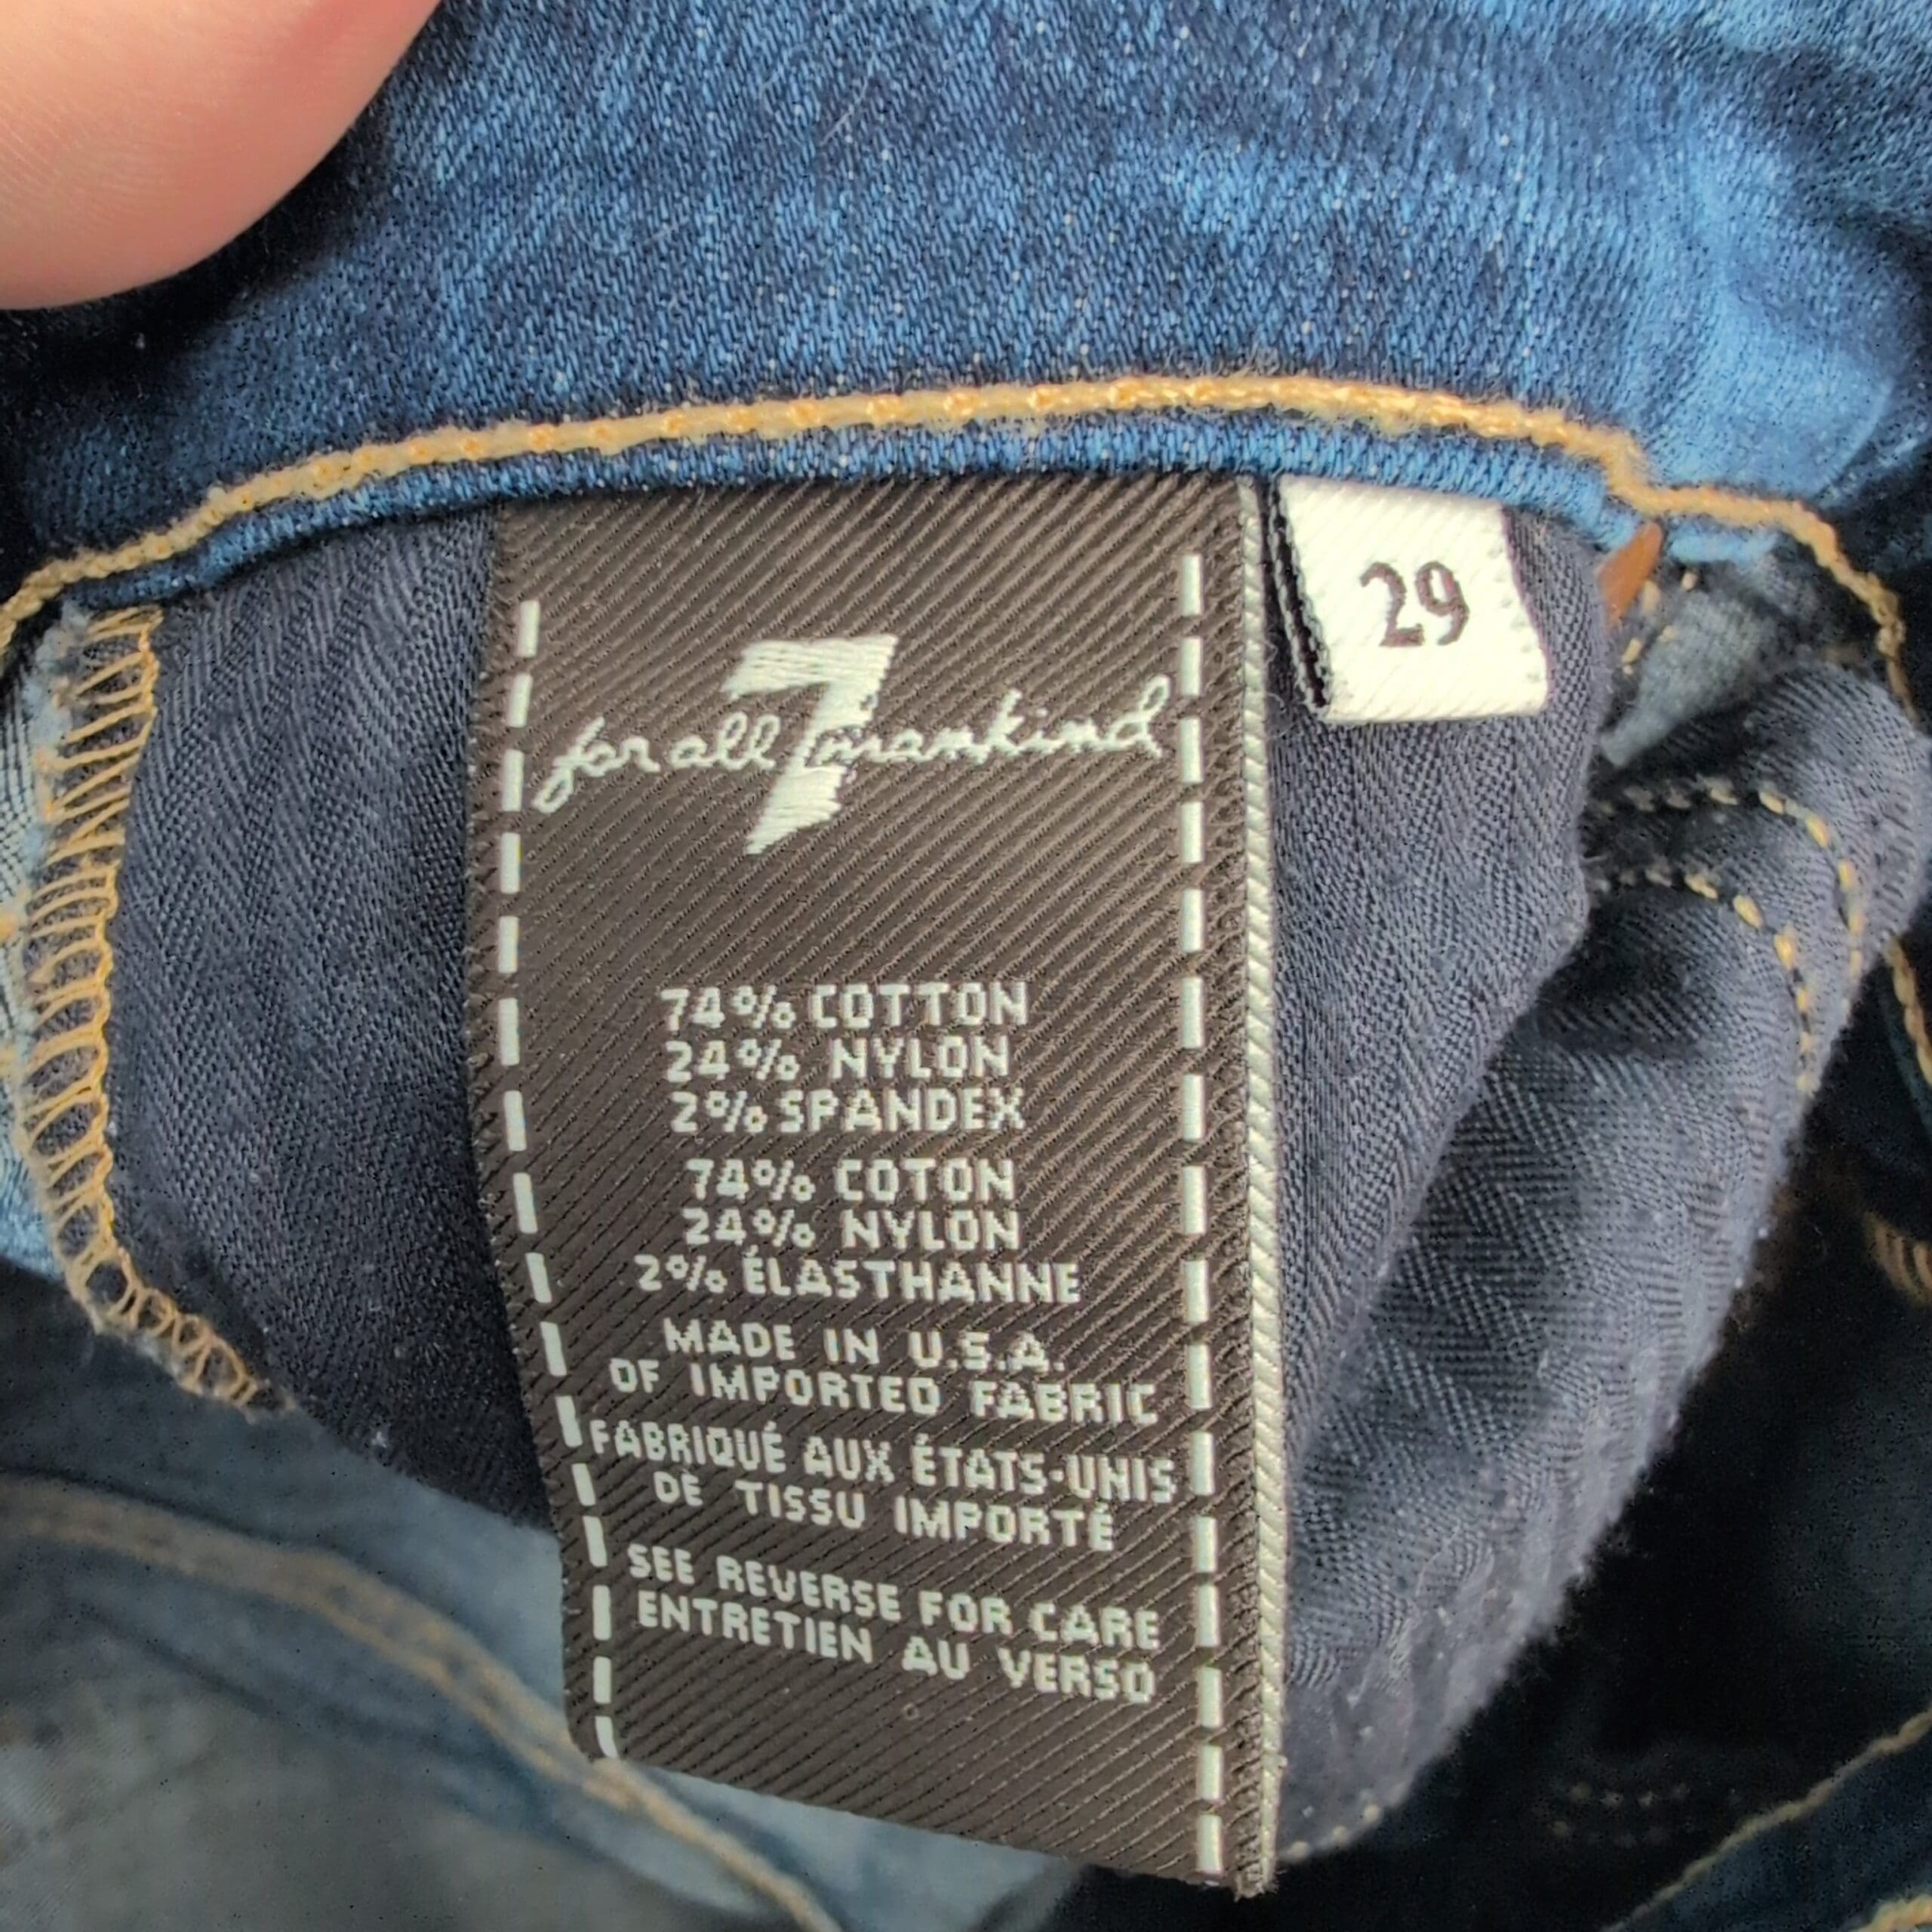 7
for all mankind
29
74% COTTON
24% NYLON
2% SPANDEX
74% COTON
24% NYLON
2% ÉLASTHANNE
MADE IN U.S.A.
OF IMPORTED FABRIC
FABRIQUÉ AUX ÉTATS-UNIS
DE TISSU IMPORTÉ
SEE REVERSE FOR CARE
ENTRETIEN AU VERSO